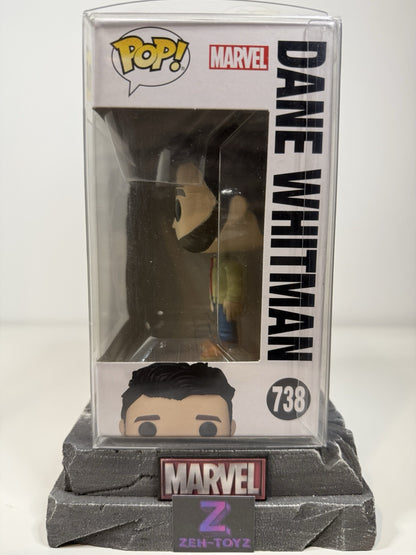 POP!
MARVEL
DANE WHITMAN
738
MARVEL
Z
ZEH-TOYZ